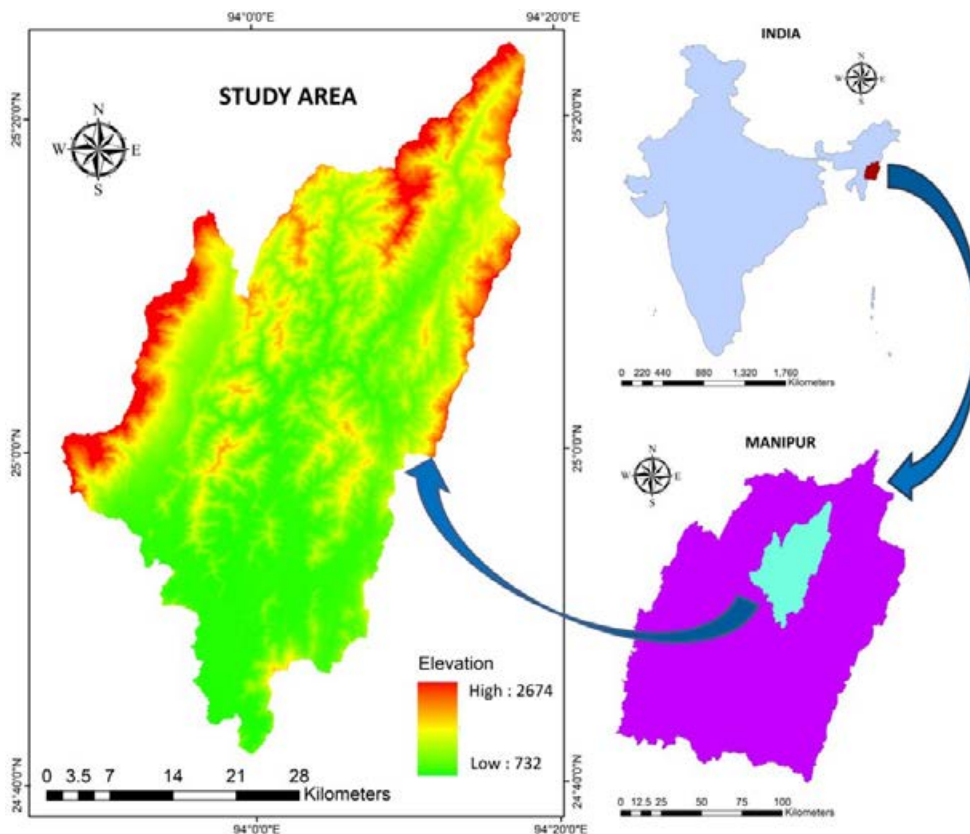 94°0'0"E
94°20'0"E
STUDY AREA
N
W
E
S
25°20'0"N
25°20'0"N
25°0'0"N
25°0'0"N
24°40'0"N
24°40'0"N
Elevation
High : 2674
Low : 732
0 3.5 7 14 21 28
Kilometers
94°0'0"E
94°20'0"E
INDIA
N
W
E
S
0 220 440 880 1,320 1,760
Kilometers
MANIPUR
N
W
E
S
0 12.5 25 50 75 100
Kilometers